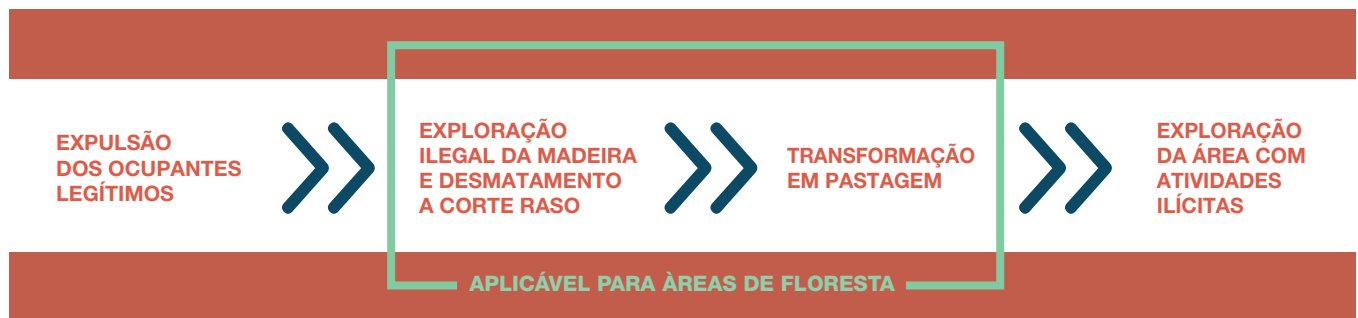 EXPULSÃO
DOS OCUPANTES
LEGÍTIMOS
EXPLORAÇÃO
ILEGAL DA MADEIRA
E DESMATAMENTO
A CORTE RASO
TRANSFORMAÇÃO
EM PASTAGEM
EXPLORAÇÃO
DA ÁREA COM
ATIVIDADES
ILÍCITAS
APLICÁVEL PARA ÀREAS DE FLORESTA